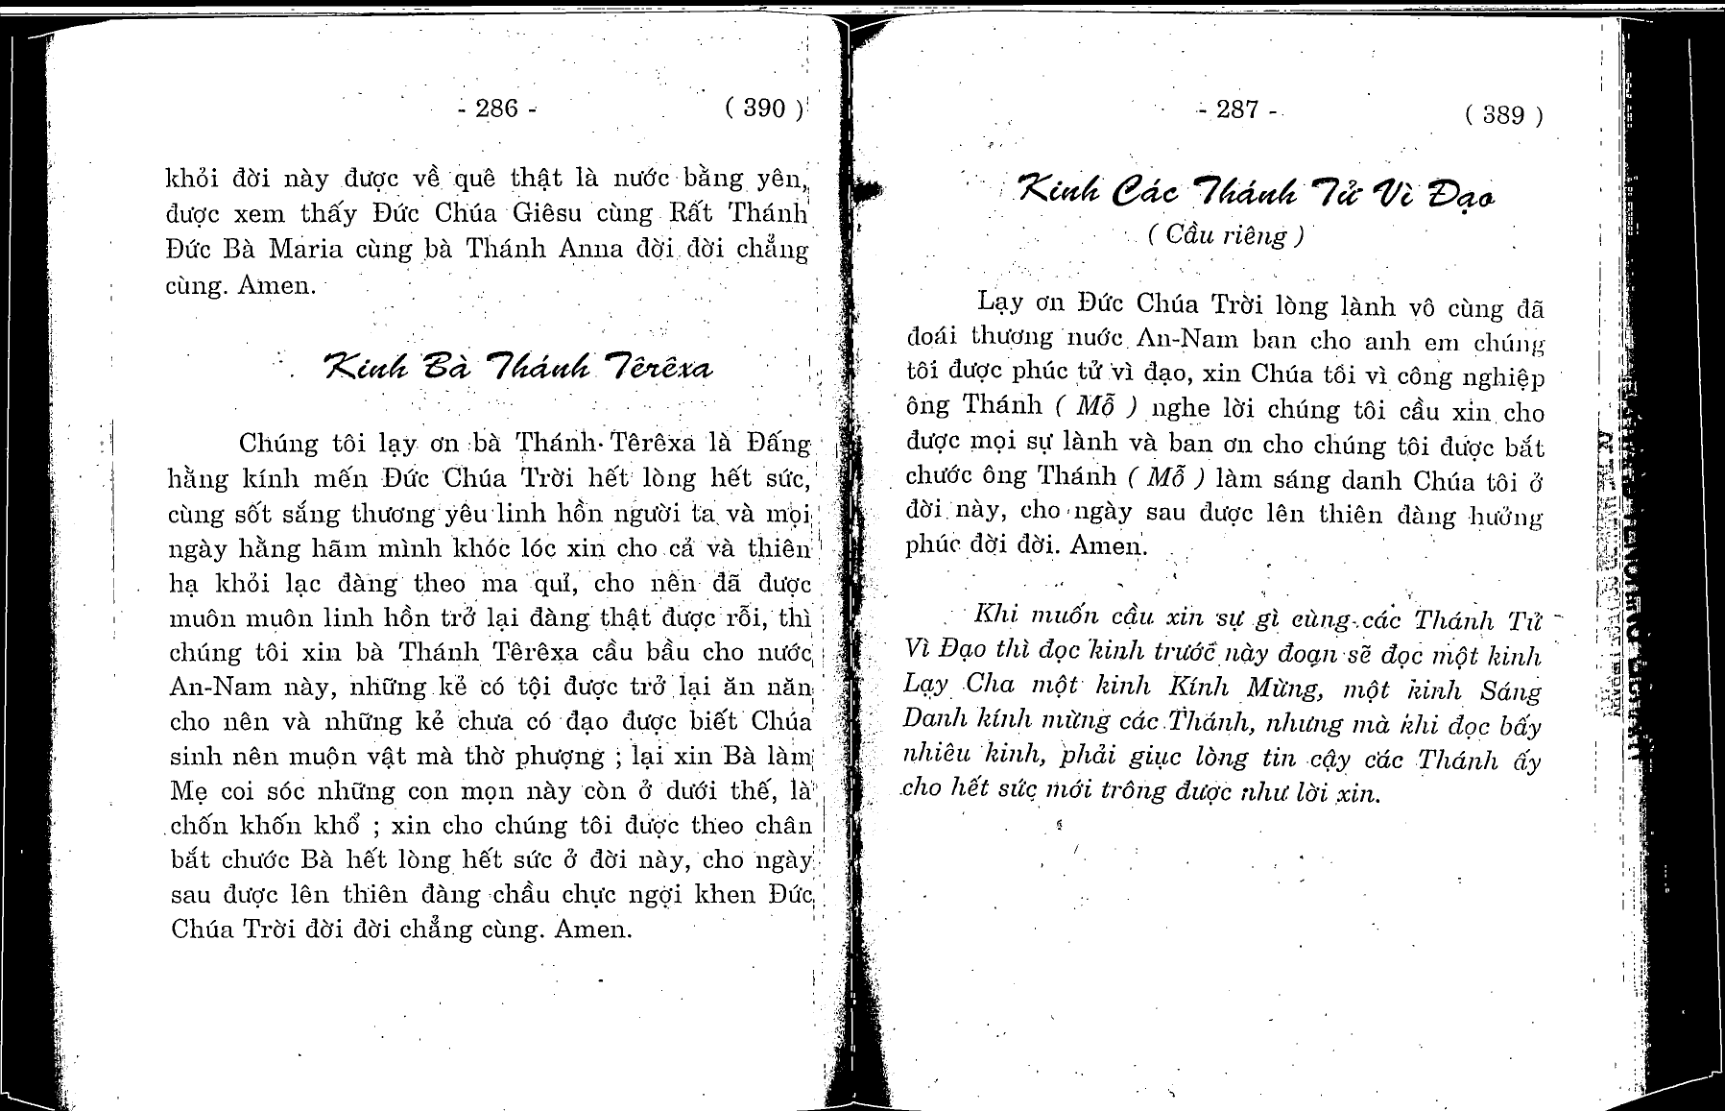 - 286 -
( 390 )
khỏi đời này được về quê thật là nước bằng yên,
được xem thấy Đức Chúa Giêsu cùng Rất Thánh
Đức Bà Maria cùng bà Thánh Anna đời đời chẳng
cùng. Amen.
Kinh Bà Thánh Têrêxa
Chúng tôi lạy ơn bà Thánh Têrêxa là Đấng
hằng kính mến Đức Chúa Trời hết lòng hết sức,
cùng sốt sắng thương yêu linh hồn người ta và mọi
ngày hằng hãm mình khóc lóc xin cho cả và thiên
hạ khỏi lạc đàng theo ma quỉ, cho nên đã được
muôn muôn linh hồn trở lại đàng thật được rỗi, thì
chúng tôi xin bà Thánh Têrêxa cầu bầu cho nước
An-Nam này, những kẻ có tội được trở lại ăn năn
cho nên và những kẻ chưa có đạo được biết Chúa
sinh nên muộn vật mà thờ phượng ; lại xin Bà làm
Mẹ coi sóc những con mọn này còn ở dưới thế, là
chốn khốn khổ ; xin cho chúng tôi được theo chân
bắt chước Bà hết lòng hết sức ở đời này, cho ngày
sau được lên thiên đàng chầu chực ngợi khen Đức
Chúa Trời đời đời chẳng cùng. Amen.
- 287 -
( 389 )
Kinh Các Thánh Tử Vì Đạo
( Cầu riêng )
Lạy ơn Đức Chúa Trời lòng lành vô cùng đã
đoái thương nước An-Nam ban cho anh em chúng
tôi được phúc tử vì đạo, xin Chúa tôi vì công nghiệp
ông Thánh ( Mỗ ) nghe lời chúng tôi cầu xin cho
được mọi sự lành và ban ơn cho chúng tôi được bắt
chước ông Thánh ( Mỗ ) làm sáng danh Chúa tôi ở
đời này, cho ngày sau được lên thiên đàng hưởng
phúc đời đời. Amen.
Khi muốn cầu xin sự gì cùng các Thánh Tử
Vì Đạo thì đọc kinh trước này đoạn sẽ đọc một kinh
Lạy Cha một kinh Kính Mừng, một kinh Sáng
Danh kính mừng các Thánh, nhưng mà khi đọc bấy
nhiêu kinh, phải giục lòng tin cậy các Thánh ấy
cho hết sức mới trông được như lời xin.